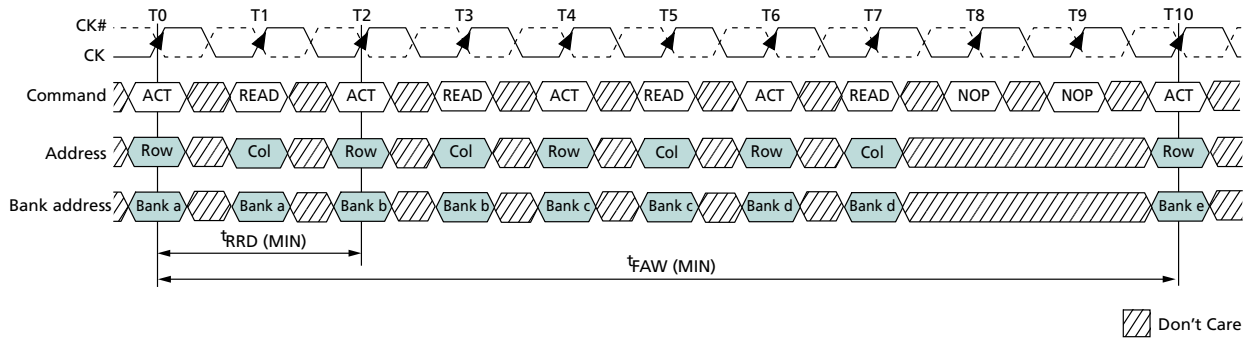 T0 T1 T2 T3 T4 T5 T6 T7 T8 T9 T10
CK#
CK
Command ACT READ ACT READ ACT READ ACT READ NOP NOP ACT
Address Row Col Row Col Row Col Row Col Row
Bank address Bank a Bank a Bank b Bank b Bank c Bank c Bank d Bank d Bank e
tRRD (MIN)
tFAW (MIN)
Don't Care